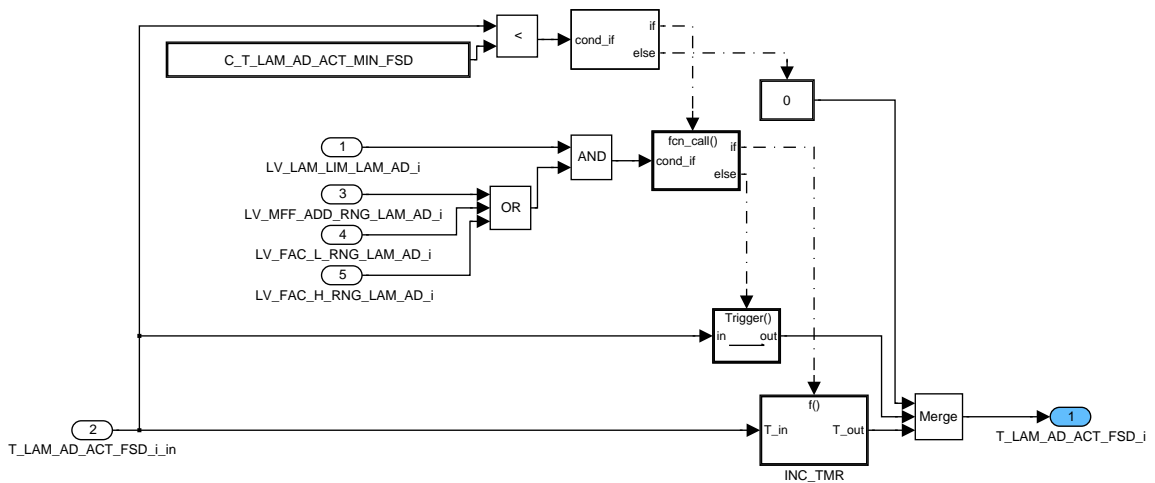 <
cond_if
if
else
C_T_LAM_AD_ACT_MIN_FSD
0
1
LV_LAM_LIM_LAM_AD_i
AND
fcn_call()
cond_if
if
else
3
LV_MFF_ADD_RNG_LAM_AD_i
OR
4
LV_FAC_L_RNG_LAM_AD_i
5
LV_FAC_H_RNG_LAM_AD_i
Trigger()
in
out
f()
T_in
T_out
INC_TMR
Merge
1
T_LAM_AD_ACT_FSD_i
2
T_LAM_AD_ACT_FSD_i_in